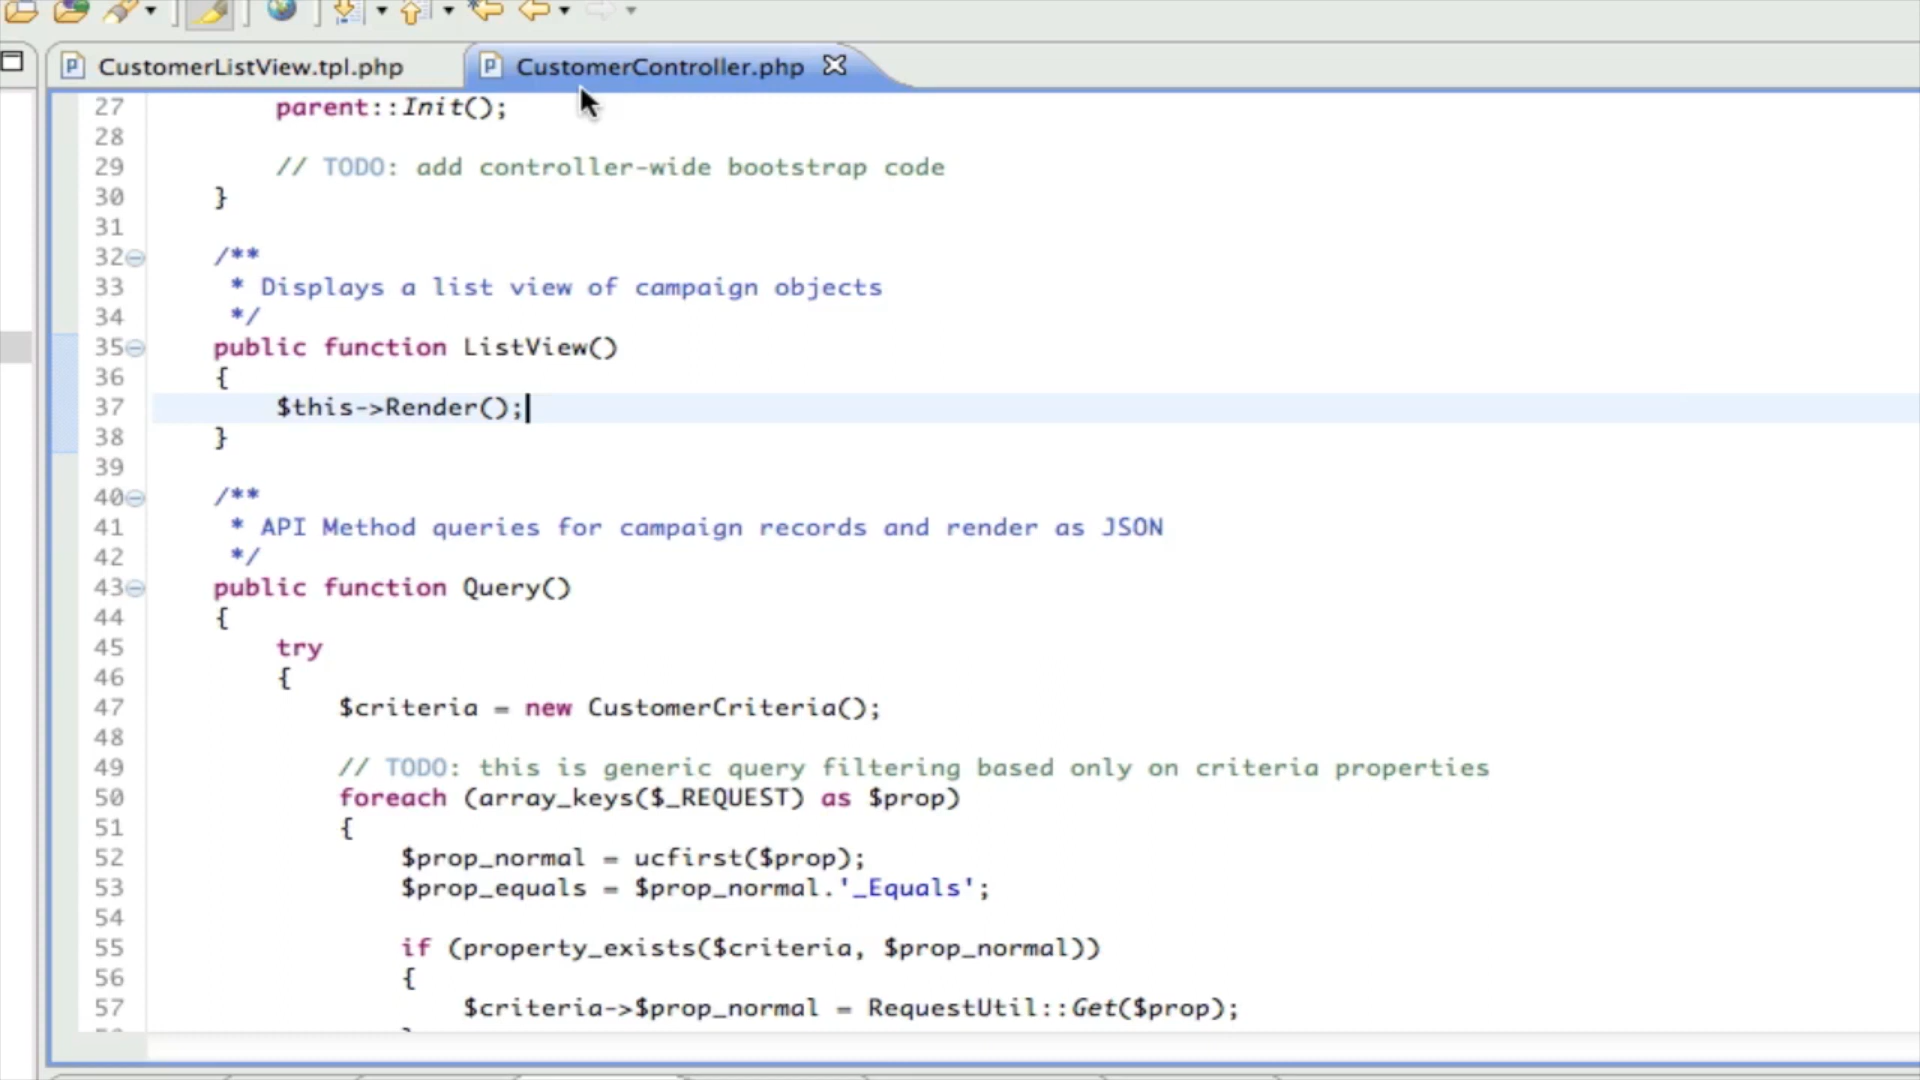 CustomerListView.tpl.php
CustomerController.php
27 parent::Init();
28
29 // TODO: add controller-wide bootstrap code
30 }
31
32 /**
33 * Displays a list view of campaign objects
34 */
35 public function ListView()
36 {
37 $this->Render();
38 }
39
40 /**
41 * API Method queries for campaign records and render as JSON
42 */
43 public function Query()
44 {
45 try
46 {
47 $criteria = new CustomerCriteria();
48
49 // TODO: this is generic query filtering based only on criteria properties
50 foreach (array_keys($_REQUEST) as $prop)
51 {
52 $prop_normal = ucfirst($prop);
53 $prop_equals = $prop_normal.'_Equals';
54
55 if (property_exists($criteria, $prop_normal))
56 {
57 $criteria->$prop_normal = RequestUtil::Get($prop);